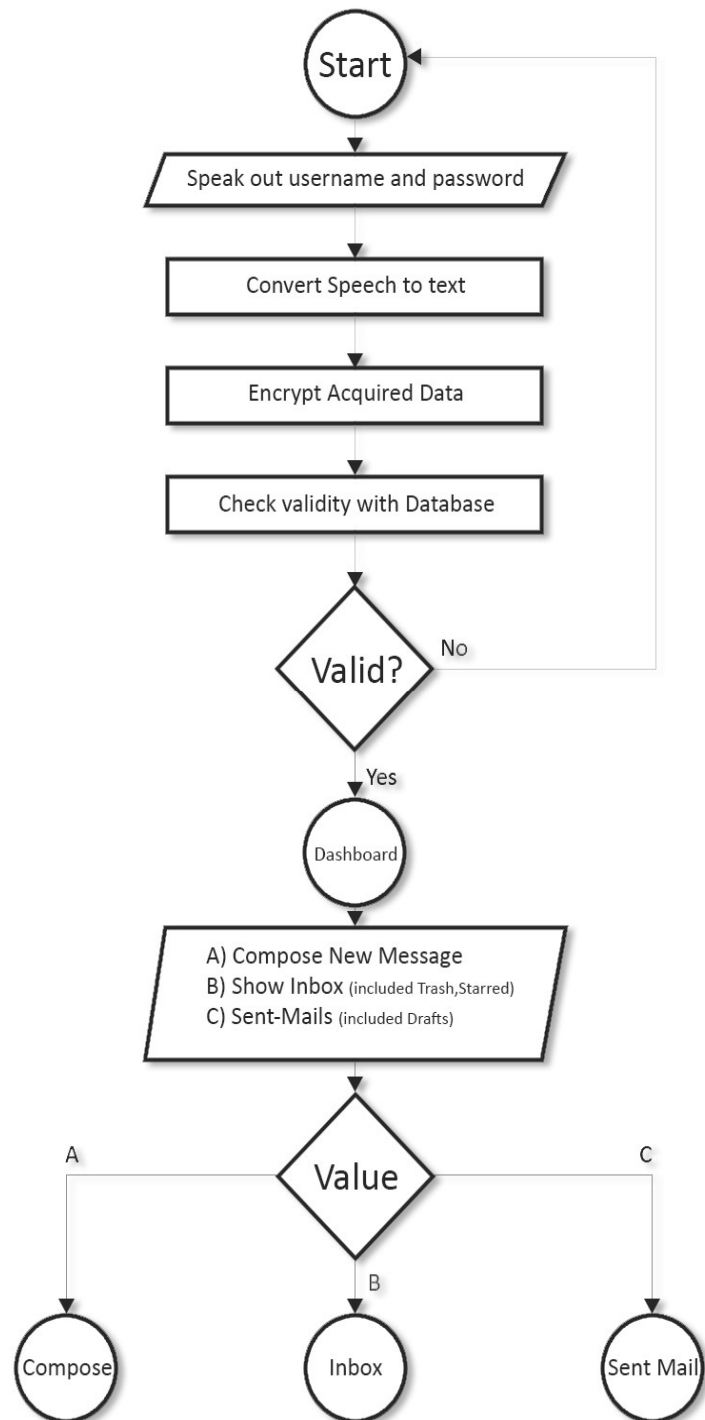 Start
Speak out username and password
Convert Speech to text
Encrypt Acquired Data
Check validity with Database
Valid?
No
Yes
Dashboard
A) Compose New Message
B) Show Inbox (included Trash,Starred)
C) Sent-Mails (included Drafts)
A
Value
C
B
Compose
Inbox
Sent Mail